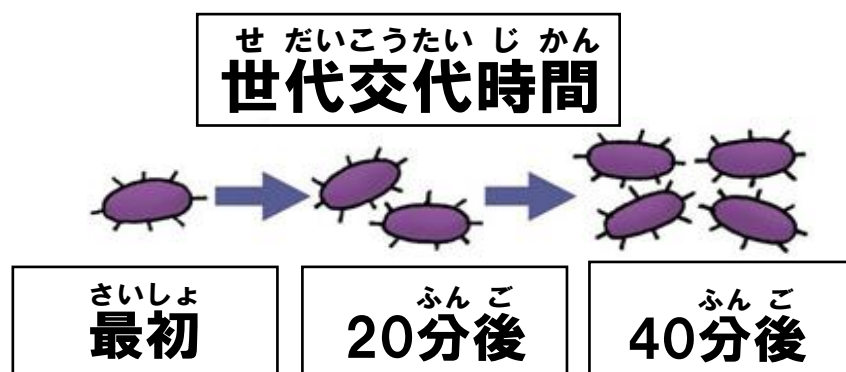 せ だいこうたい じ かん
世代交代時間
さいしょ
最初
ふん ご
20分後
ふん ご
40分後